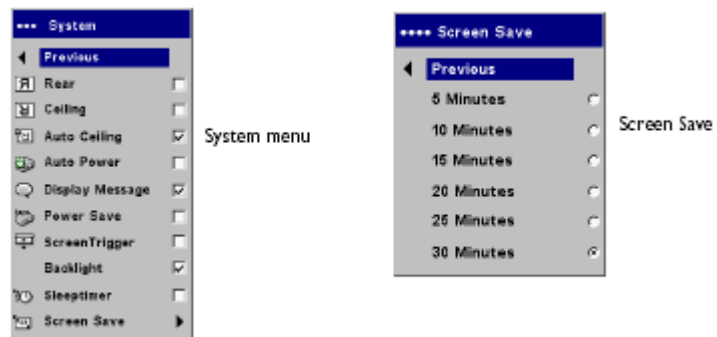 System
Previous
Rear
Ceiling
Auto Ceiling
Auto Power
Display Message
Power Save
ScreenTrigger
Backlight
Sleeptimer
Screen Save
System menu
Screen Save
Previous
5 Minutes
10 Minutes
15 Minutes
20 Minutes
25 Minutes
30 Minutes
Screen Save